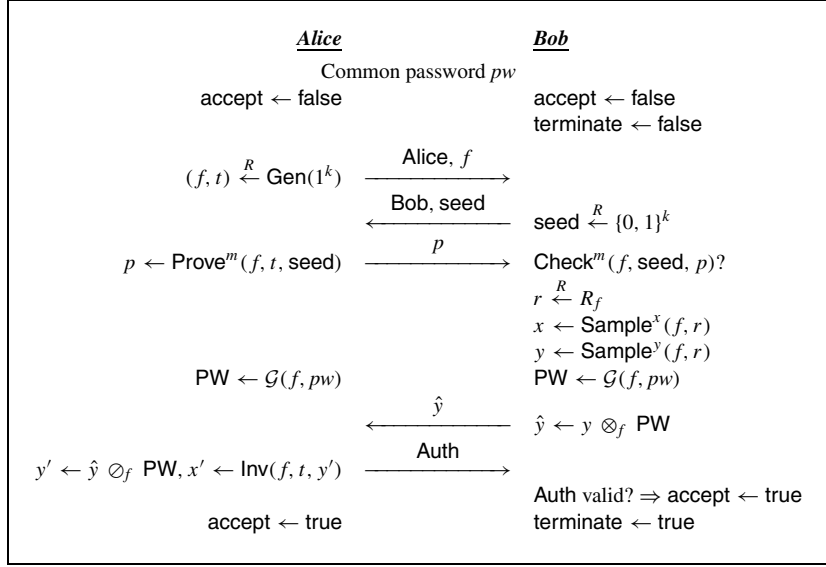 Alice Bob
Common password pw
accept ← false accept ← false
terminate ← false
Alice, f
(f, t) ←R Gen(1^k)
Bob, seed
seed ←R {0, 1}^k
p
p ← Prove^m(f, t, seed) Check^m(f, seed, p)?
r ←R R_f
x ← Sample^x(f, r)
y ← Sample^y(f, r)
PW ← 𝒢(f, pw) PW ← 𝒢(f, pw)
ŷ
ŷ ← y ⊗_f PW
Auth
y′ ← ŷ ⊘_f PW, x′ ← Inv(f, t, y′)
Auth valid? ⇒ accept ← true
accept ← true terminate ← true